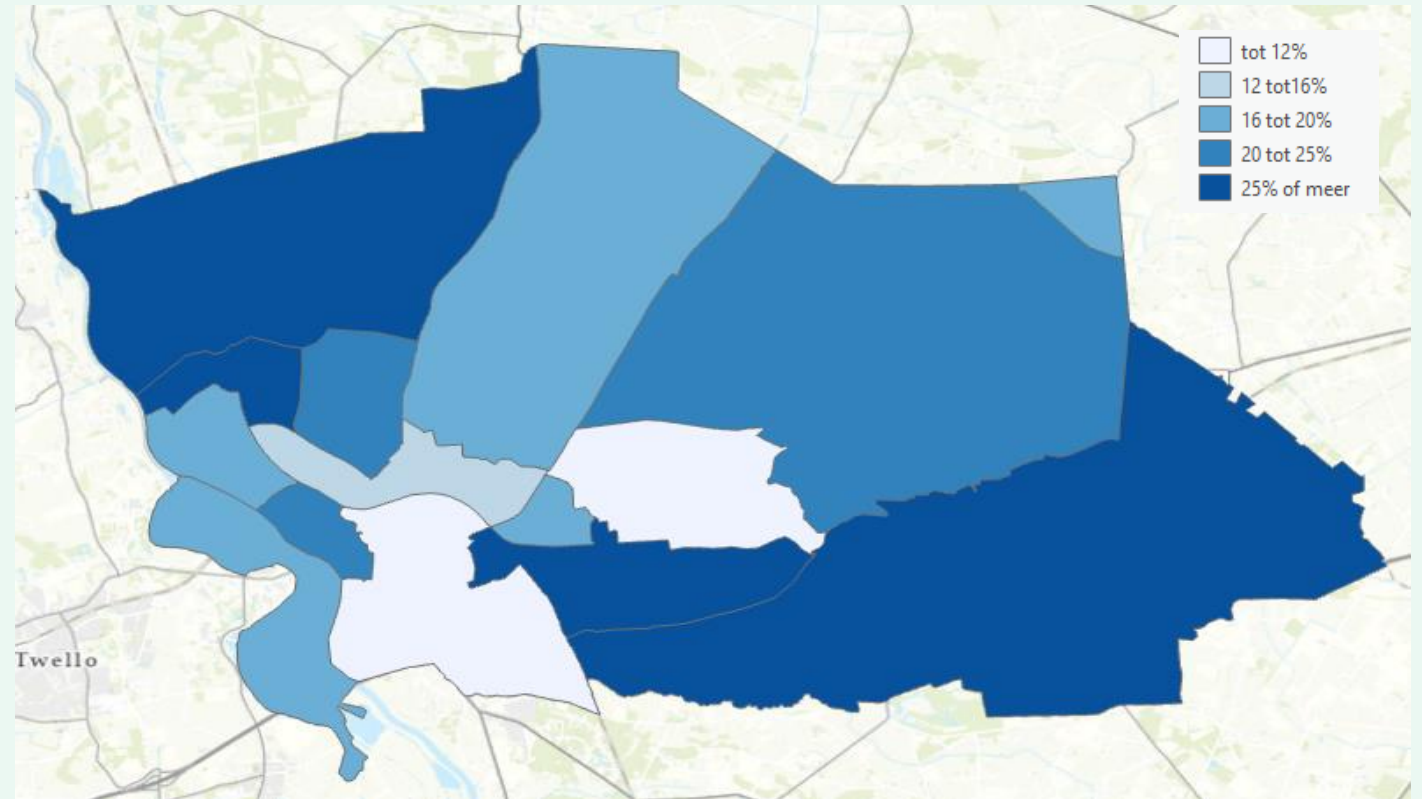 tot 12%
12 tot16%
16 tot 20%
20 tot 25%
25% of meer
Twello